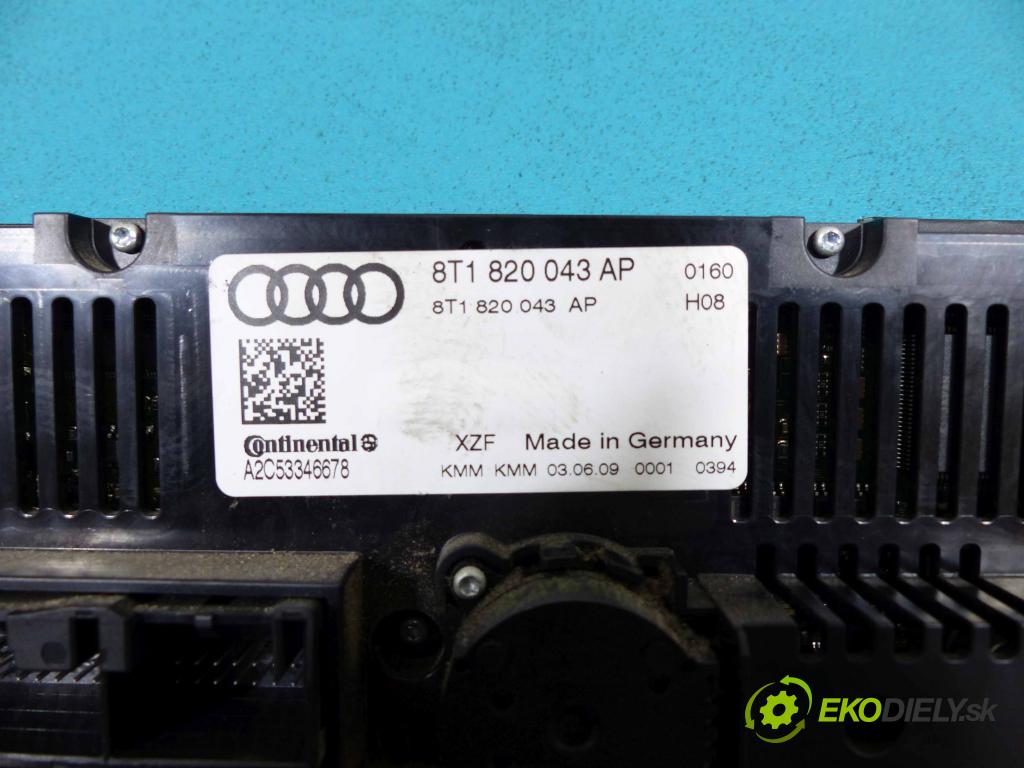 8T1 820 043 AP 0160
8T1 820 043 AP H08
Continental
A2C53346678
XZF Made in Germany
KMM KMM 03.06.09 0001 0394
EKODIELY.sk